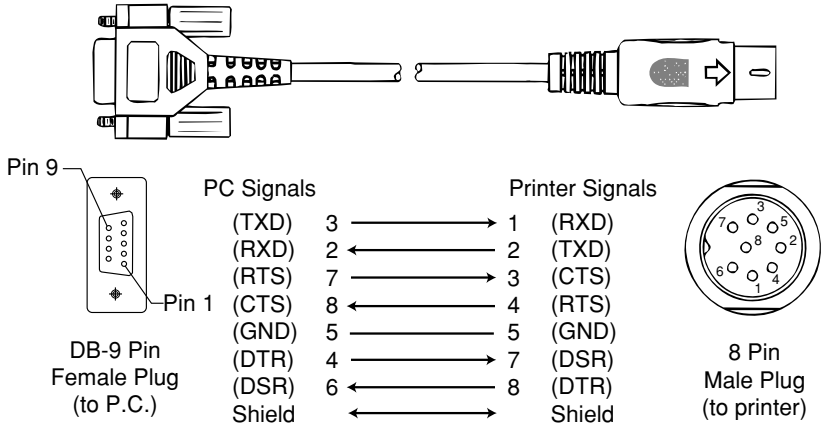 Pin 9
PC Signals
Printer Signals
(TXD) 3 1 (RXD)
(RXD) 2 2 (TXD)
(RTS) 7 3 (CTS)
(CTS) 8 4 (RTS)
(GND) 5 5 (GND)
(DTR) 4 7 (DSR)
(DSR) 6 8 (DTR)
Shield Shield
Pin 1
DB-9 Pin
Female Plug
(to P.C.)
3
7 5
8 2
6 4
1
8 Pin
Male Plug
(to printer)